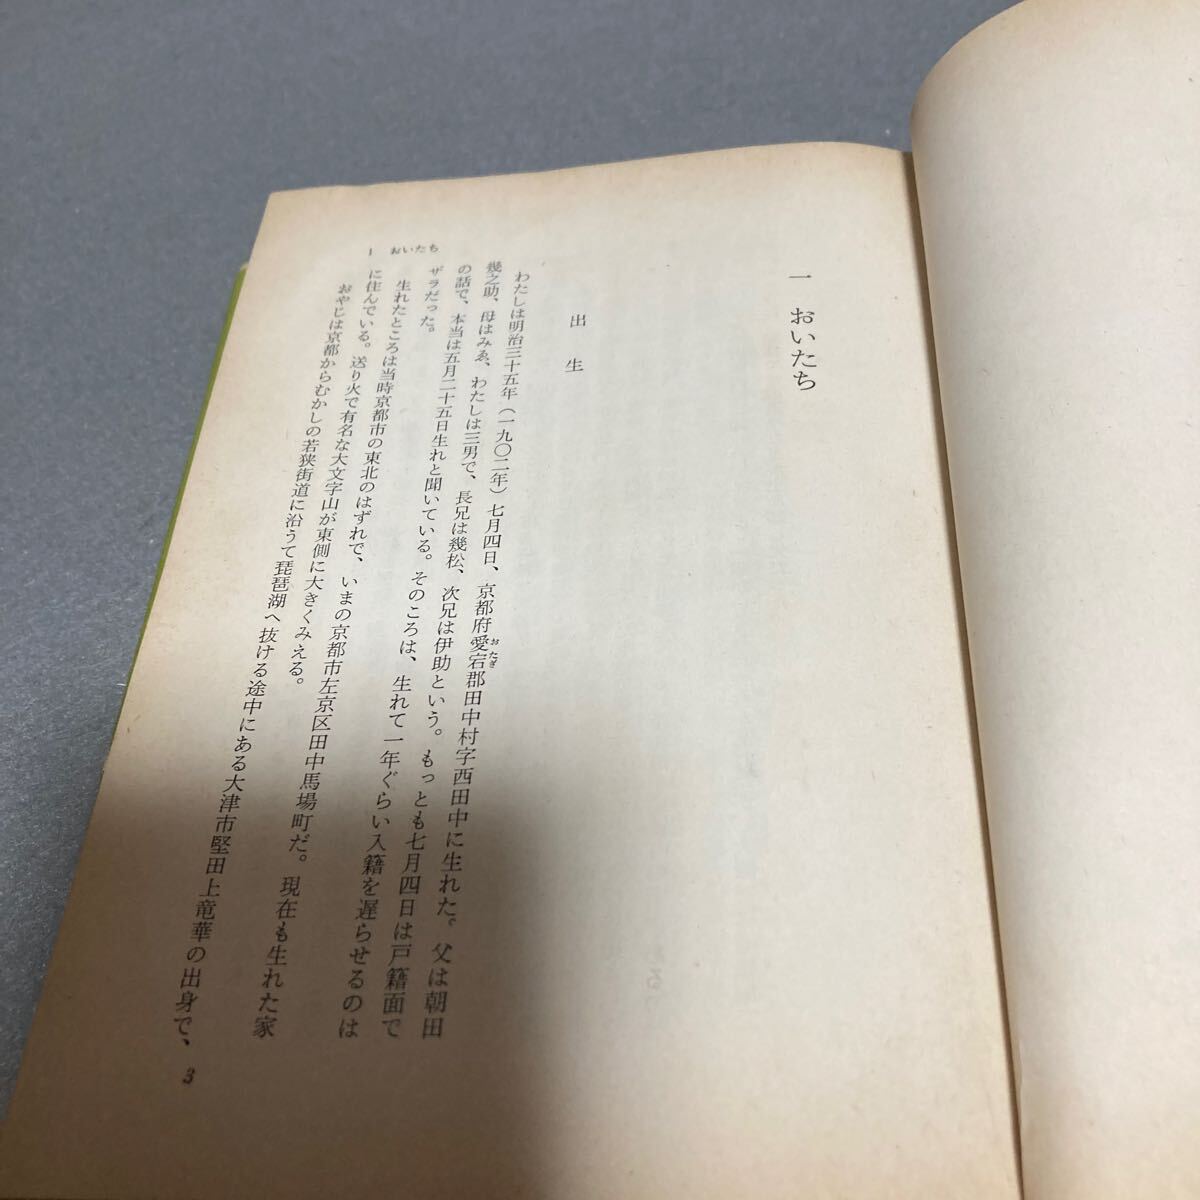 一 おいたち
出生
わたしは明治三十五年(一九〇二年)七月四日、京都府愛宕郡田中村字西田中に生れた。父は朝田
おたぎ
幾之助、母はみゑ、わたしは三男で、長兄は幾松、次兄は伊助という。もっとも七月四日は戸籍面で
の話で、本当は五月二十五日生れと聞いている。そのころは、生れて一年ぐらい入籍を遅らせるのは
ザラだった。
生れたところは当時京都市の東北のはずれで、いまの京都市左京区田中馬場町だ。現在も生れた家
に住んでいる。送り火で有名な大文字山が東側に大きくみえる。
おやじは京都からむかしの若狭街道に沿うて琵琶湖へ抜ける途中にある大津市堅田上竜華の出身で、
1 おいたち
3